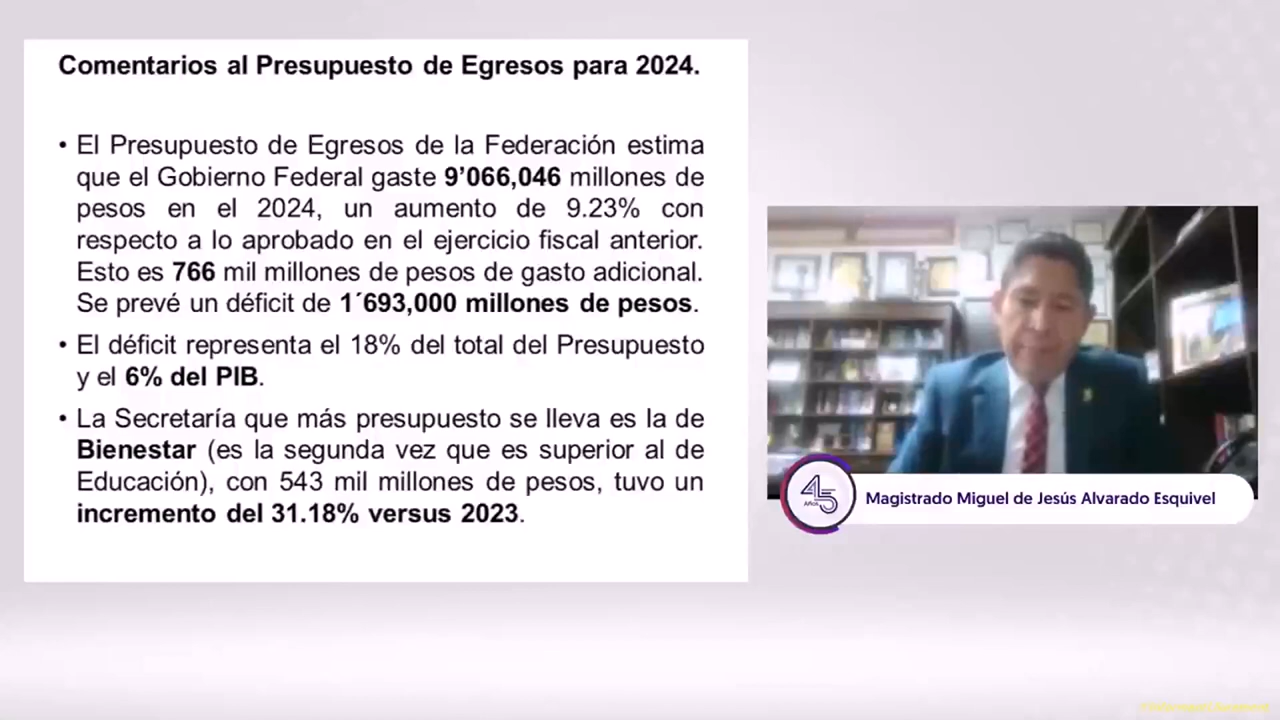 Comentarios al Presupuesto de Egresos para 2024.
• El Presupuesto de Egresos de la Federación estima
que el Gobierno Federal gaste 9’066,046 millones de
pesos en el 2024, un aumento de 9.23% con
respecto a lo aprobado en el ejercicio fiscal anterior.
Esto es 766 mil millones de pesos de gasto adicional.
Se prevé un déficit de 1´693,000 millones de pesos.
• El déficit representa el 18% del total del Presupuesto
y el 6% del PIB.
• La Secretaría que más presupuesto se lleva es la de
Bienestar (es la segunda vez que es superior al de
Educación), con 543 mil millones de pesos, tuvo un
incremento del 31.18% versus 2023.
45
Años
Magistrado Miguel de Jesús Alvarado Esquivel